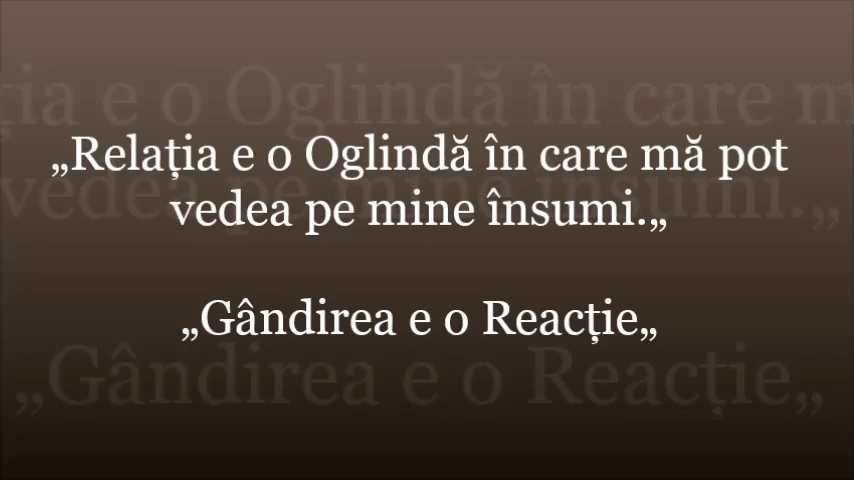 „Relația e o Oglindă în care mă pot
vedea pe mine însumi.„
„Gândirea e o Reacție„